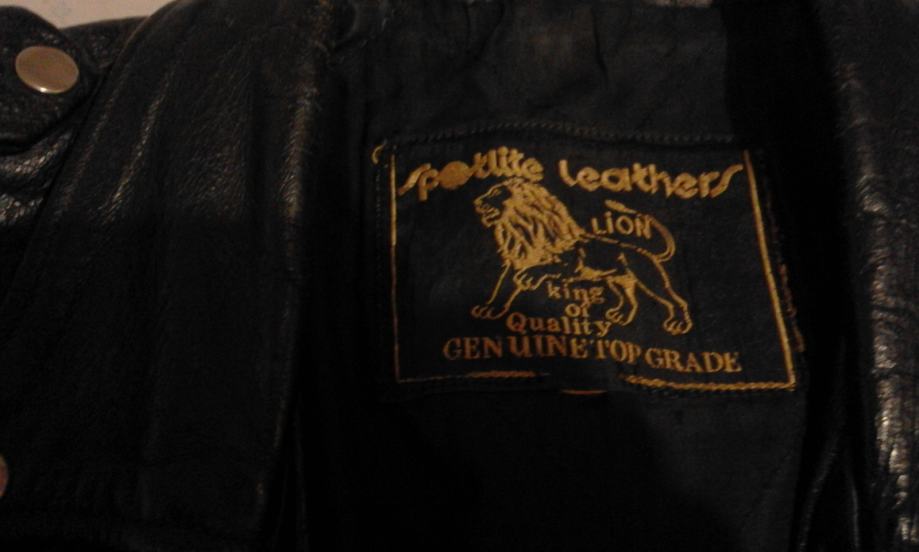 Spotlite Leathers
LION
king
of
Quality
GENUINE TOP GRADE